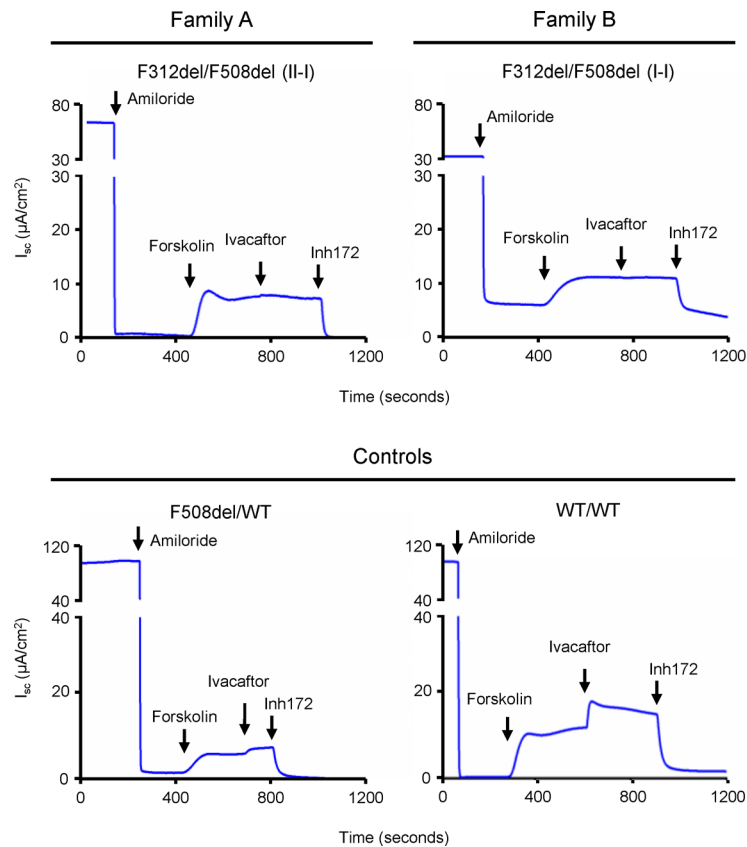 Family A
Family B
F312del/F508del (II-I)
F312del/F508del (I-I)
80
Amiloride
30
30
20
Forskolin
Ivacaftor
Inh172
10
0
0
400
800
1200
Isc (µA/cm²)
Time (seconds)
80
Amiloride
30
30
20
Forskolin
Ivacaftor
Inh172
10
0
0
400
800
1200
Time (seconds)
Controls
F508del/WT
WT/WT
120
Amiloride
40
40
Ivacaftor
20
Forskolin
Inh172
0
0
400
800
1200
Isc (µA/cm²)
Time (seconds)
120
Amiloride
40
40
Ivacaftor
Inh172
20
Forskolin
0
0
400
800
1200
Time (seconds)